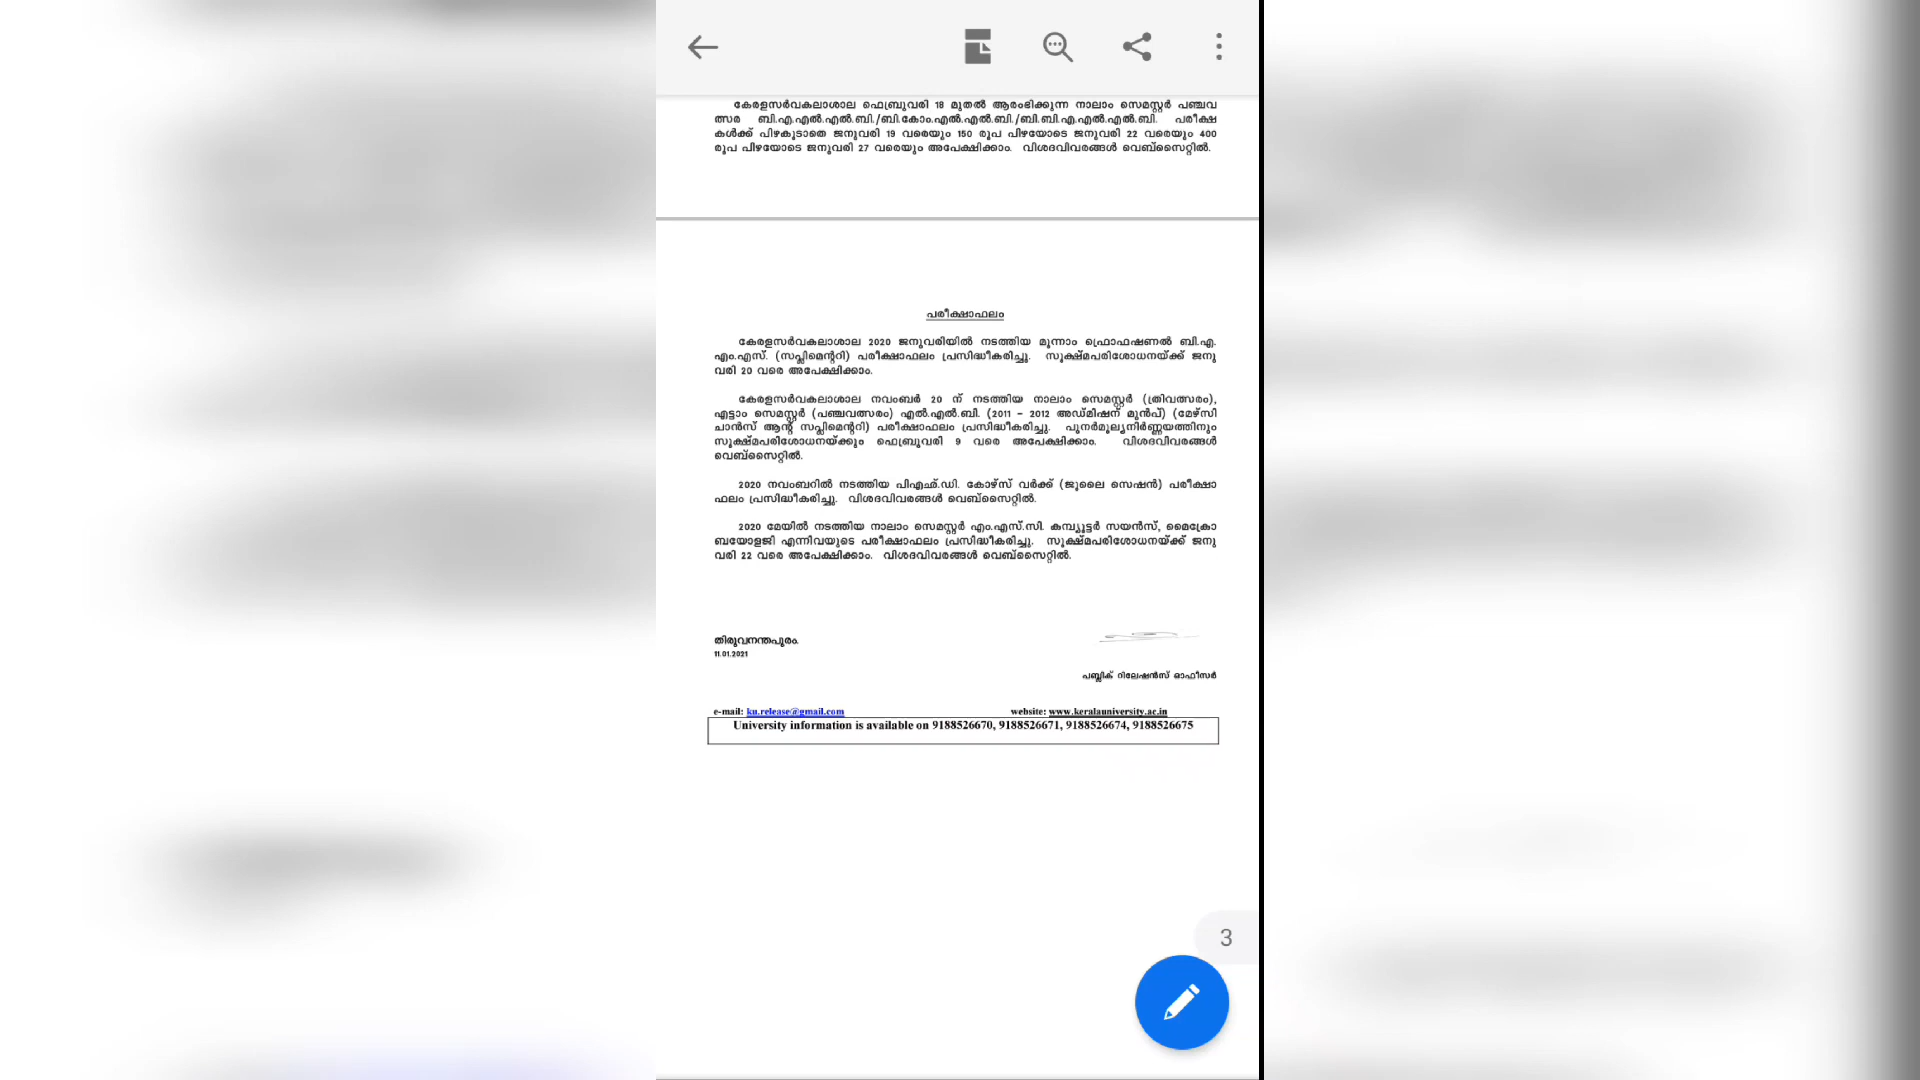 കേരളസർവകലാശാല ഫെബ്രുവരി 18 മുതൽ ആരംഭിക്കുന്ന നാലാം സെമസ്റ്റർ പഞ്ചവ
ത്സര ബി.എ.എൽ.എൽ.ബി./ബി.കോം.എൽ.എൽ.ബി./ബി.ബി.എ.എൽ.എൽ.ബി. പരീക്ഷ
കൾക്ക് പിഴകൂടാതെ ജനുവരി 19 വരെയും 150 രൂപ പിഴയോടെ ജനുവരി 22 വരെയും 400
രൂപ പിഴയോടെ ജനുവരി 27 വരെയും അപേക്ഷിക്കാം. വിശദവിവരങ്ങൾ വെബ്സൈറ്റിൽ.
പരീക്ഷാഫലം
കേരളസർവകലാശാല 2020 ജനുവരിയിൽ നടത്തിയ മൂന്നാം ഫ്രൊഫഷണൽ ബി.എ.
എം.എസ്. (സപ്ലിമെന്ററി) പരീക്ഷാഫലം പ്രസിദ്ധീകരിച്ചു. സൂക്ഷ്മപരിശോധനയ്ക്ക് ജനു
വരി 20 വരെ അപേക്ഷിക്കാം.
കേരളസർവകലാശാല നവംബർ 20 ന് നടത്തിയ നാലാം സെമസ്റ്റർ (ത്രിവത്സരം),
എട്ടാം സെമസ്റ്റർ (പഞ്ചവത്സരം) എൽ.എൽ.ബി. (2011 – 2012 അഡ്മിഷന് മുൻപ്) (മേഴ്സി
ചാൻസ് ആന്റ് സപ്ലിമെന്ററി) പരീക്ഷാഫലം പ്രസിദ്ധീകരിച്ചു. പുനർമൂല്യനിർണ്ണയത്തിനും
സൂക്ഷ്മപരിശോധനയ്ക്കും ഫെബ്രുവരി 9 വരെ അപേക്ഷിക്കാം. വിശദവിവരങ്ങൾ
വെബ്സൈറ്റിൽ.
2020 നവംബറിൽ നടത്തിയ പിഎഛ്.ഡി. കോഴ്സ് വർക്ക് (ജൂലൈ സെഷൻ) പരീക്ഷാ
ഫലം പ്രസിദ്ധീകരിച്ചു. വിശദവിവരങ്ങൾ വെബ്സൈറ്റിൽ.
2020 മേയിൽ നടത്തിയ നാലാം സെമസ്റ്റർ എം.എസ്.സി. കമ്പ്യൂട്ടർ സയൻസ്, മൈക്രോ
ബയോളജി എന്നിവയുടെ പരീക്ഷാഫലം പ്രസിദ്ധീകരിച്ചു. സൂക്ഷ്മപരിശോധനയ്ക്ക് ജനു
വരി 22 വരെ അപേക്ഷിക്കാം. വിശദവിവരങ്ങൾ വെബ്സൈറ്റിൽ.
തിരുവനന്തപുരം.
11.01.2021
പബ്ലിക് റിലേഷൻസ് ഓഫീസർ
e-mail: ku.release@gmail.com website: www.keralauniversity.ac.in
University information is available on 9188526670, 9188526671, 9188526674, 9188526675
3